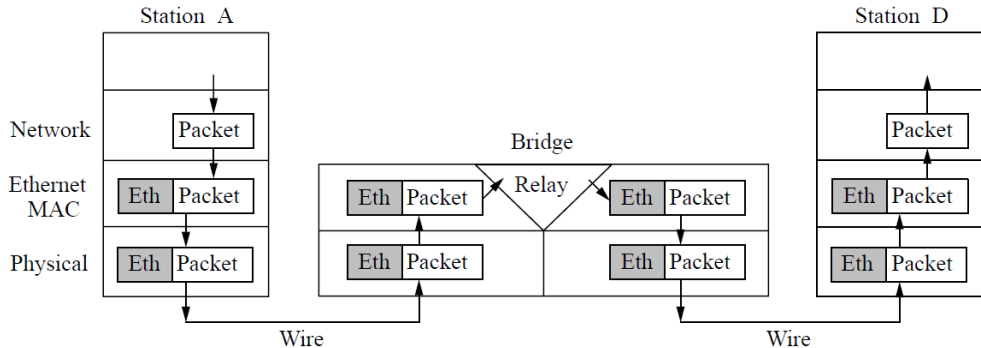 Station A
Station D
Network
Packet
Packet
Bridge
Ethernet
MAC
Eth Packet
Eth Packet
Relay
Eth Packet
Eth Packet
Physical
Eth Packet
Eth Packet
Eth Packet
Eth Packet
Wire
Wire